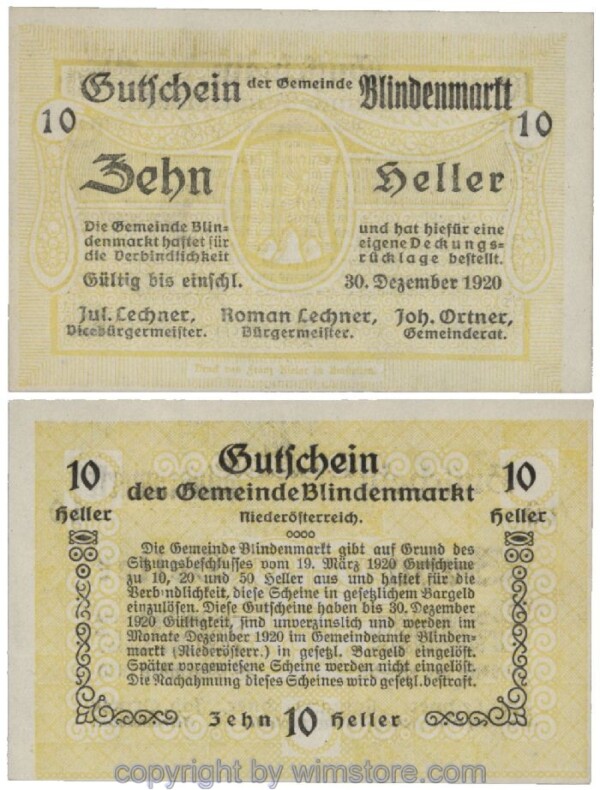 Gutschein der Gemeinde Blindenmarkt
10 10
Zehn Heller
Die Gemeinde Blin-
denmarkt haftet für
die Verbindlichkeit
und hat hiefür eine
eigene Deckungs-
rücklage bestellt.
Gültig bis einschl. 30. Dezember 1920
Jul. Lechner, Roman Lechner, Joh. Ortner,
Vicebürgermeister. Bürgermeister. Gemeinderat.
Druck von Franz in
10 Gutschein 10
der Gemeinde Blindenmarkt
Heller Niederösterreich. Heller
Die Gemeinde Blindenmarkt gibt auf Grund des
Sitzungsbeschlusses vom 19. März 1920 Gutscheine
zu 10, 20 und 50 Heller aus und haftet für die
Verbindlichkeit, diese Scheine in gesetzlichem Bargeld
einzulösen. Diese Gutscheine haben bis 30. Dezember
1920 Gültigkeit, sind unverzinslich und werden im
Monate Dezember 1920 im Gemeindeamte Blinden-
markt (Niederösterr.) in gesetzl. Bargeld eingelöst.
Später vorgewiesene Scheine werden nicht eingelöst.
Die Nachahmung dieses Scheines wird gesetzl. bestraft.
Zehn 10 Heller
copyright by wimstore.com